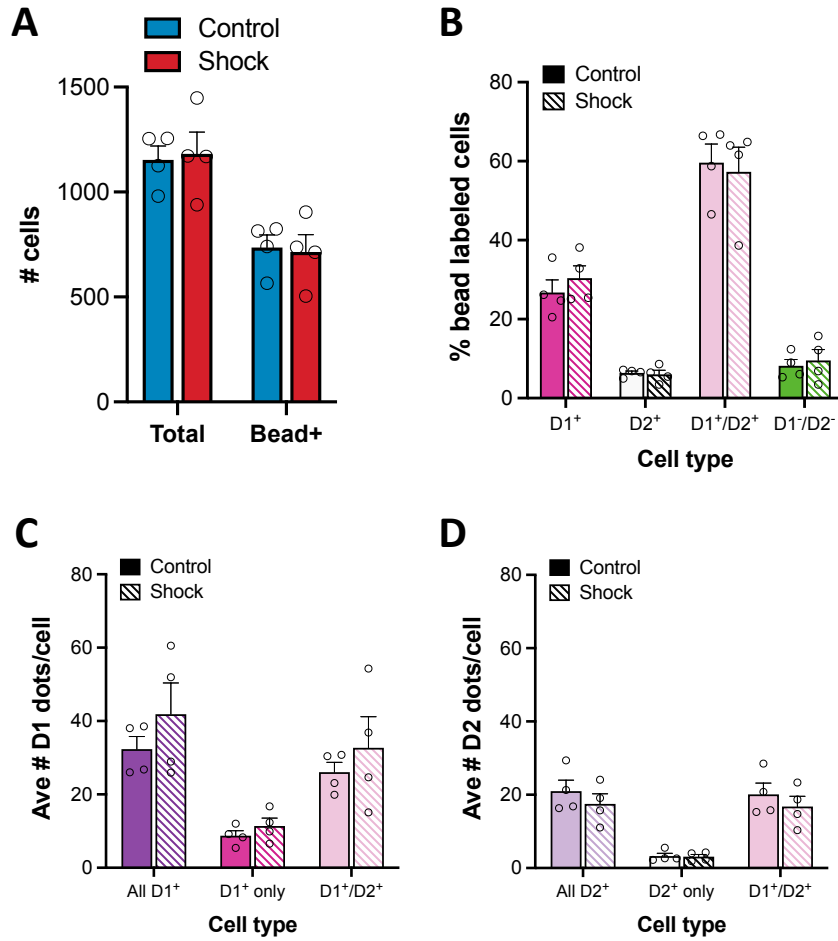 A
Control
Shock
# cells
1500
1000
500
0
Total Bead+
B
Control
Shock
% bead labeled cells
80
60
40
20
0
D1⁺ D2⁺ D1⁺/D2⁺ D1⁻/D2⁻
Cell type
C
Control
Shock
Ave # D1 dots/cell
80
60
40
20
0
All D1⁺ D1⁺ only D1⁺/D2⁺
Cell type
D
Control
Shock
Ave # D2 dots/cell
80
60
40
20
0
All D2⁺ D2⁺ only D1⁺/D2⁺
Cell type